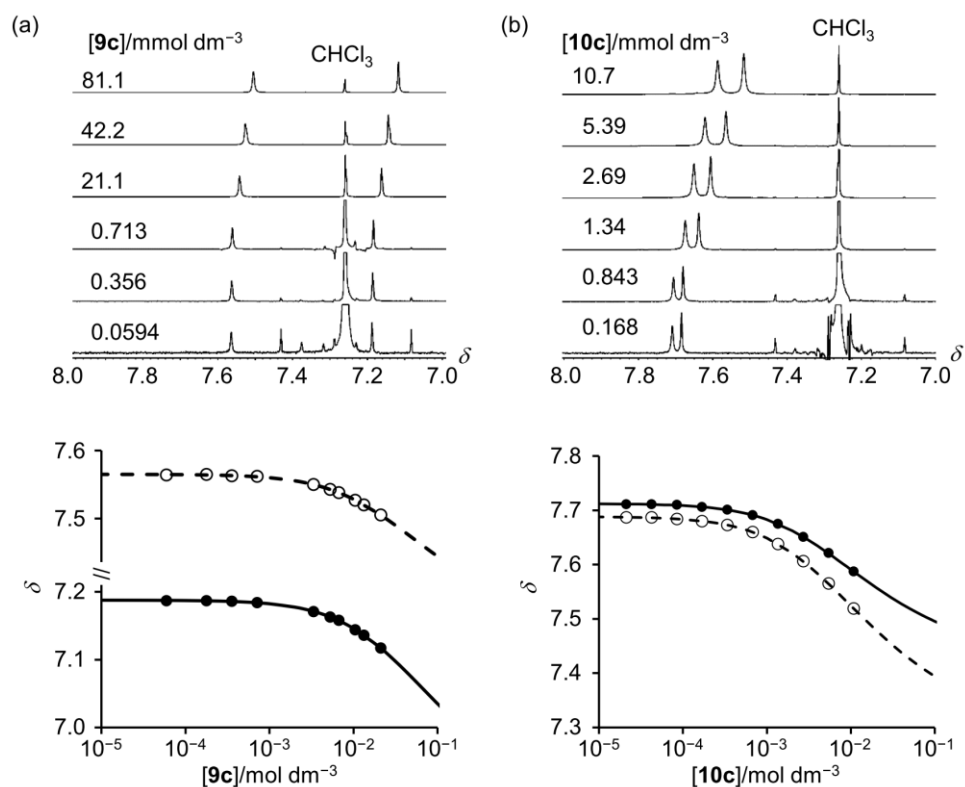 (a)
[9c]/mmol dm−3
CHCl3
81.1
42.2
21.1
0.713
0.356
0.0594
8.0 7.8 7.6 7.4 7.2 7.0
δ
(b)
[10c]/mmol dm−3
CHCl3
10.7
5.39
2.69
1.34
0.843
0.168
8.0 7.8 7.6 7.4 7.2 7.0
δ
7.6
7.5
7.2
7.1
7.0
δ
10−5 10−4 10−3 10−2 10−1
[9c]/mol dm−3
7.8
7.7
7.6
7.5
7.4
7.3
δ
10−5 10−4 10−3 10−2 10−1
[10c]/mol dm−3